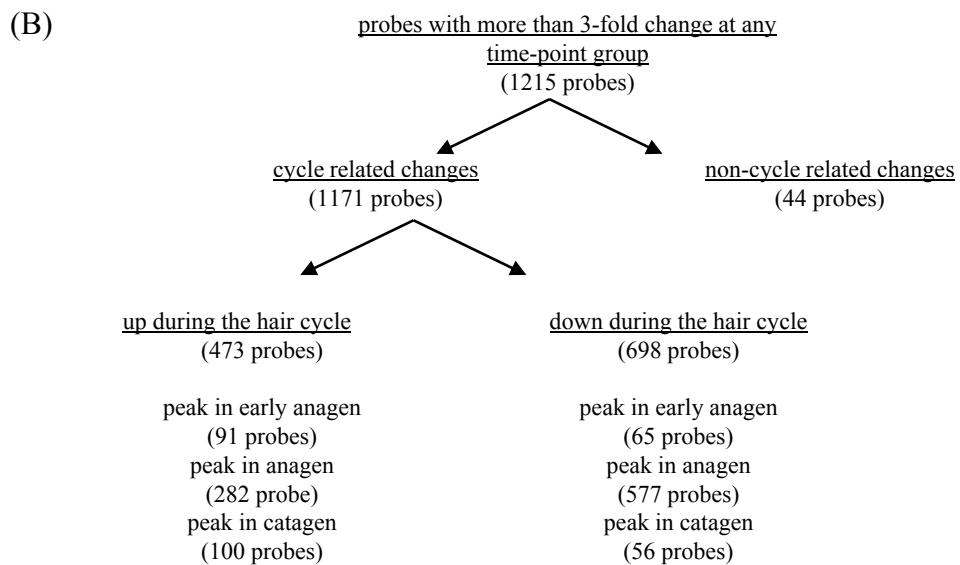 (B)
probes with more than 3-fold change at any
time-point group
(1215 probes)
cycle related changes
(1171 probes)
non-cycle related changes
(44 probes)
up during the hair cycle
(473 probes)
down during the hair cycle
(698 probes)
peak in early anagen
(91 probes)
peak in anagen
(282 probe)
peak in catagen
(100 probes)
peak in early anagen
(65 probes)
peak in anagen
(577 probes)
peak in catagen
(56 probes)